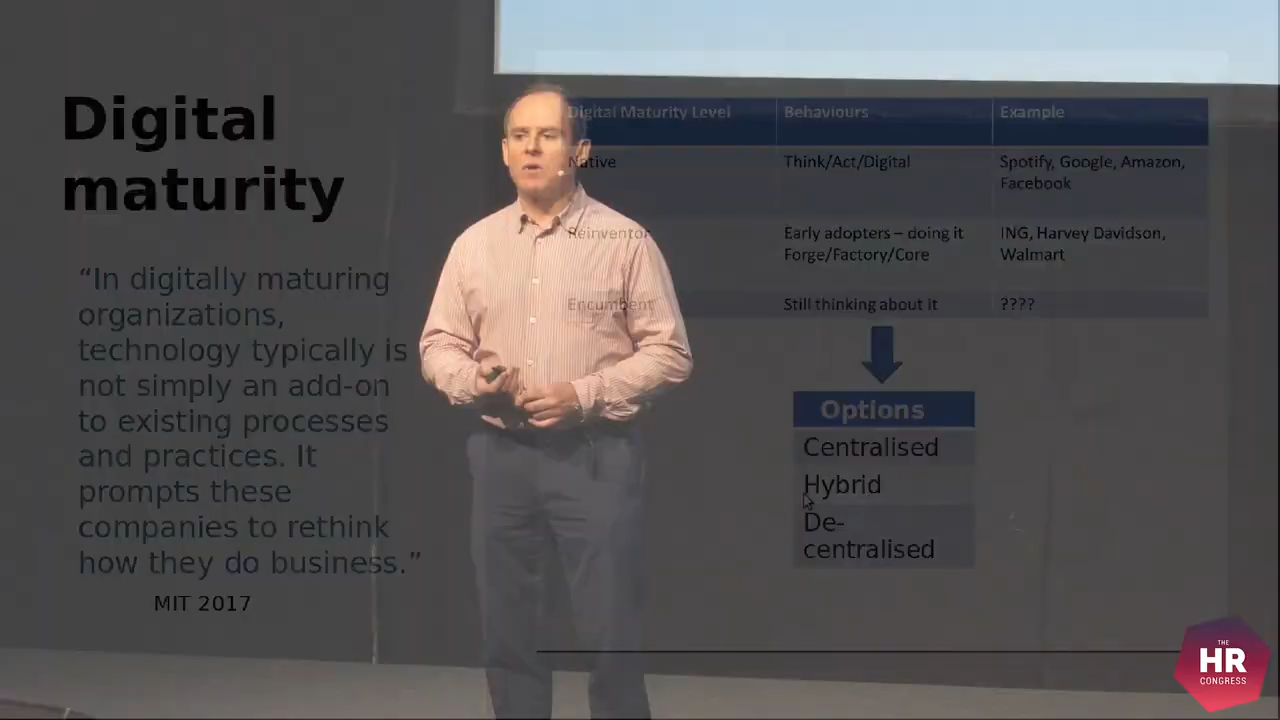 Digital
maturity
“In digitally maturing
organizations,
technology typically is
not simply an add-on
to existing processes
and practices. It
prompts these
companies to rethink
how they do business.”
MIT 2017
Digital Maturity Level Behaviours Example
Native Think/Act/Digital Spotify, Google, Amazon,
Facebook
Reinventor Early adopters – doing it ING, Harvey Davidson,
Forge/Factory/Core Walmart
Encumbent Still thinking about it ????
Options
Centralised
Hybrid
De-
centralised
THE
HR
CONGRESS